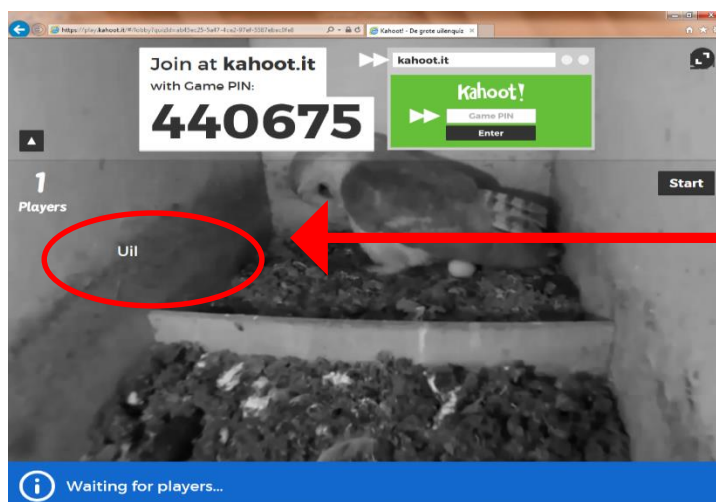 Kahoot! - De grote uilenquiz
Join at kahoot.it
with Game PIN:
440675
kahoot.it
Kahoot!
Game PIN
Enter
1
Players
Start
Uil
Waiting for players...